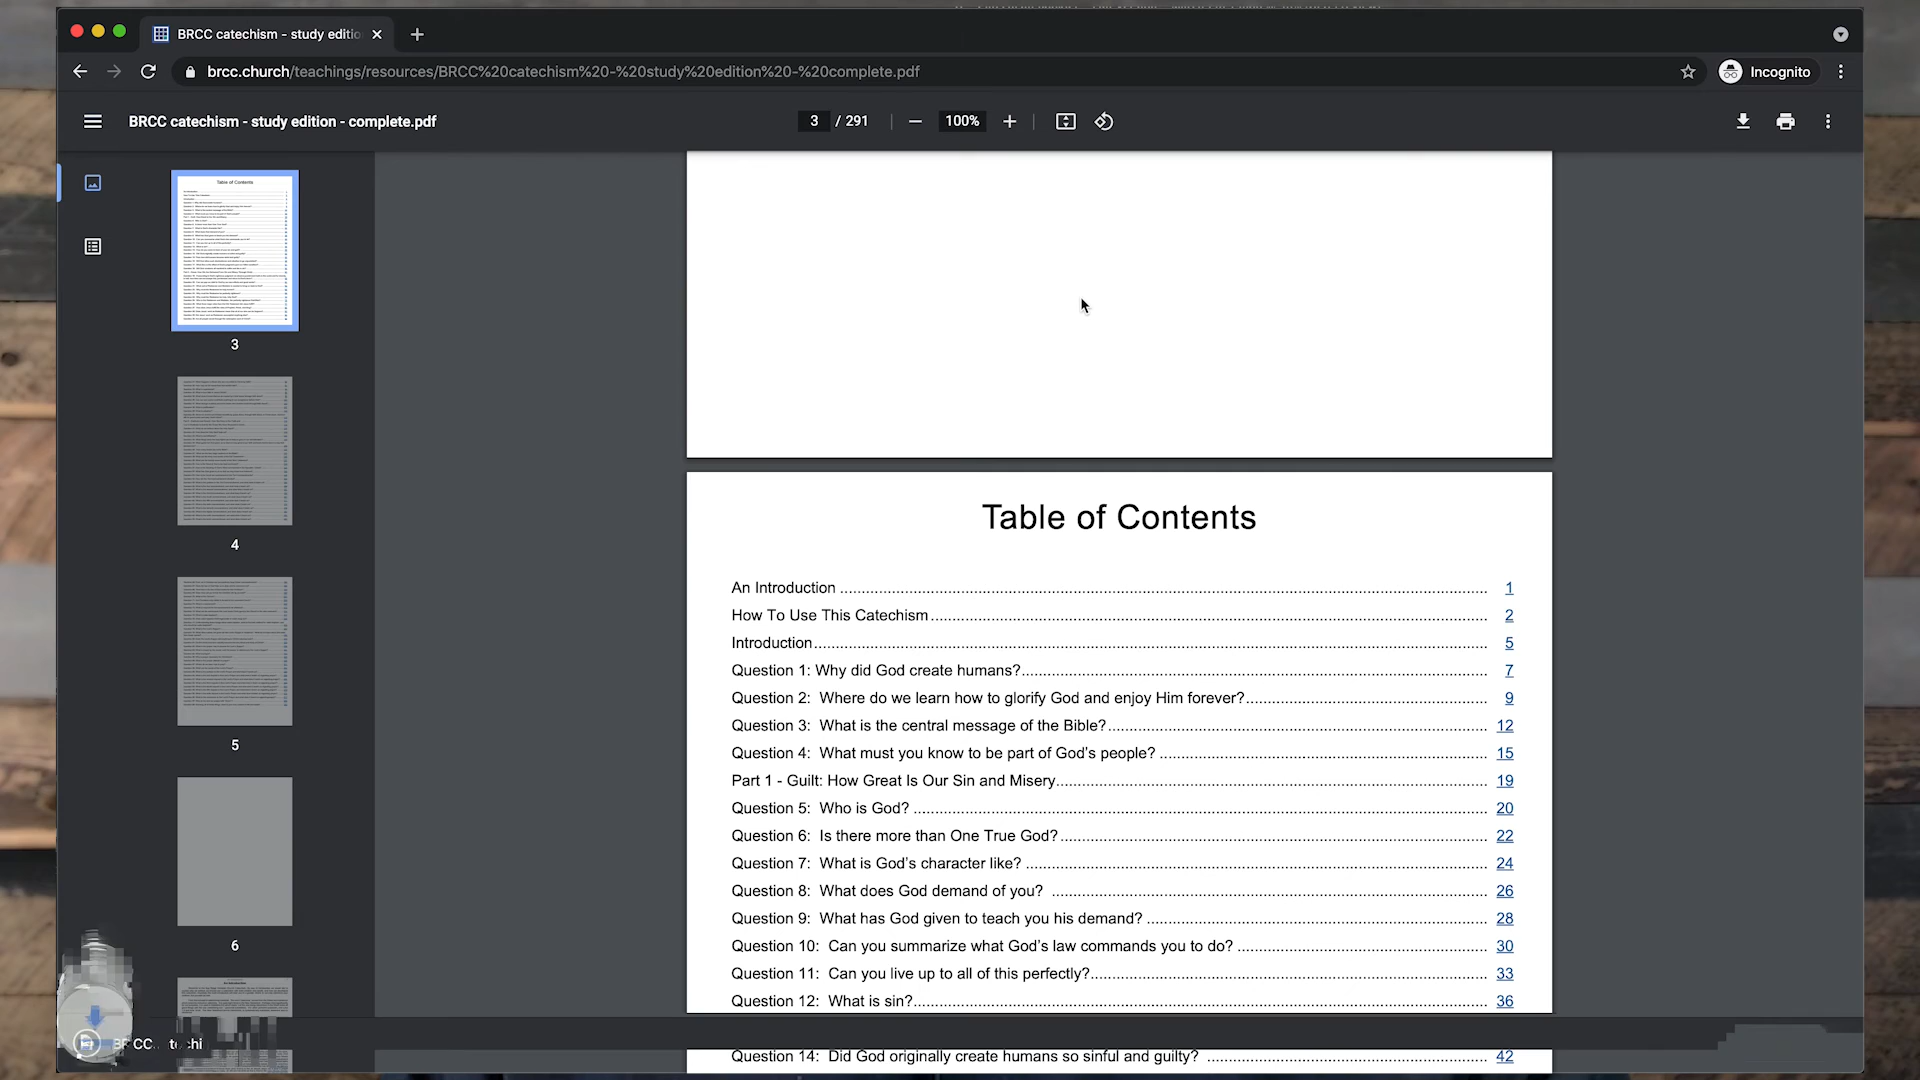 BRCC catechism - study editio
brcc.church/teachings/resources/BRCC%20catechism%20-%20study%20edition%20-%20complete.pdf
Incognito
BRCC catechism - study edition - complete.pdf
3 / 291
100%
3
4
5
6
Table of Contents
An Introduction 1
How To Use This Catechism 2
Introduction 5
Question 1: Why did God create humans? 7
Question 2: Where do we learn how to glorify God and enjoy Him forever? 9
Question 3: What is the central message of the Bible? 12
Question 4: What must you know to be part of God's people? 15
Part 1 - Guilt: How Great Is Our Sin and Misery 19
Question 5: Who is God? 20
Question 6: Is there more than One True God? 22
Question 7: What is God's character like? 24
Question 8: What does God demand of you? 26
Question 9: What has God given to teach you his demand? 28
Question 10: Can you summarize what God's law commands you to do? 30
Question 11: Can you live up to all of this perfectly? 33
Question 12: What is sin? 36
Question 14: Did God originally create humans so sinful and guilty? 42